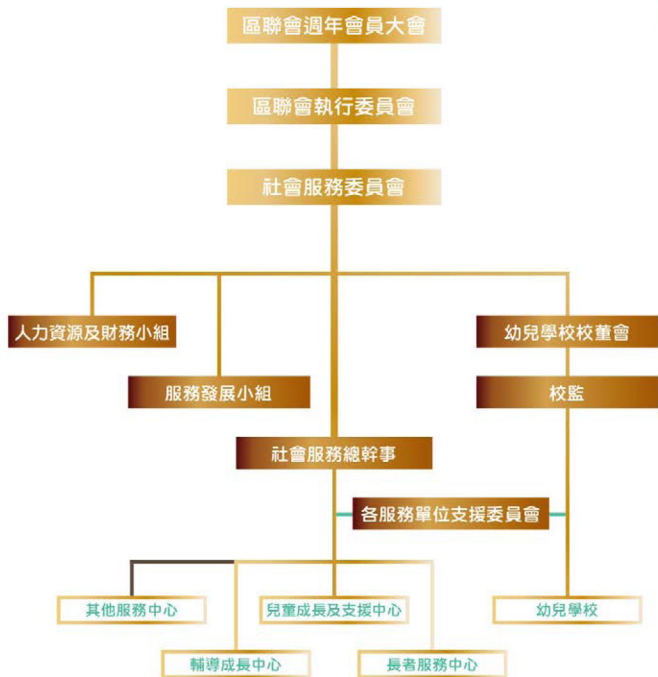 區聯會週年會員大會
區聯會執行委員會
社會服務委員會
人力資源及財務小組
幼兒學校校董會
服務發展小組
校監
社會服務總幹事
各服務單位支援委員會
其他服務中心
兒童成長及支援中心
幼兒學校
輔導成長中心
長者服務中心